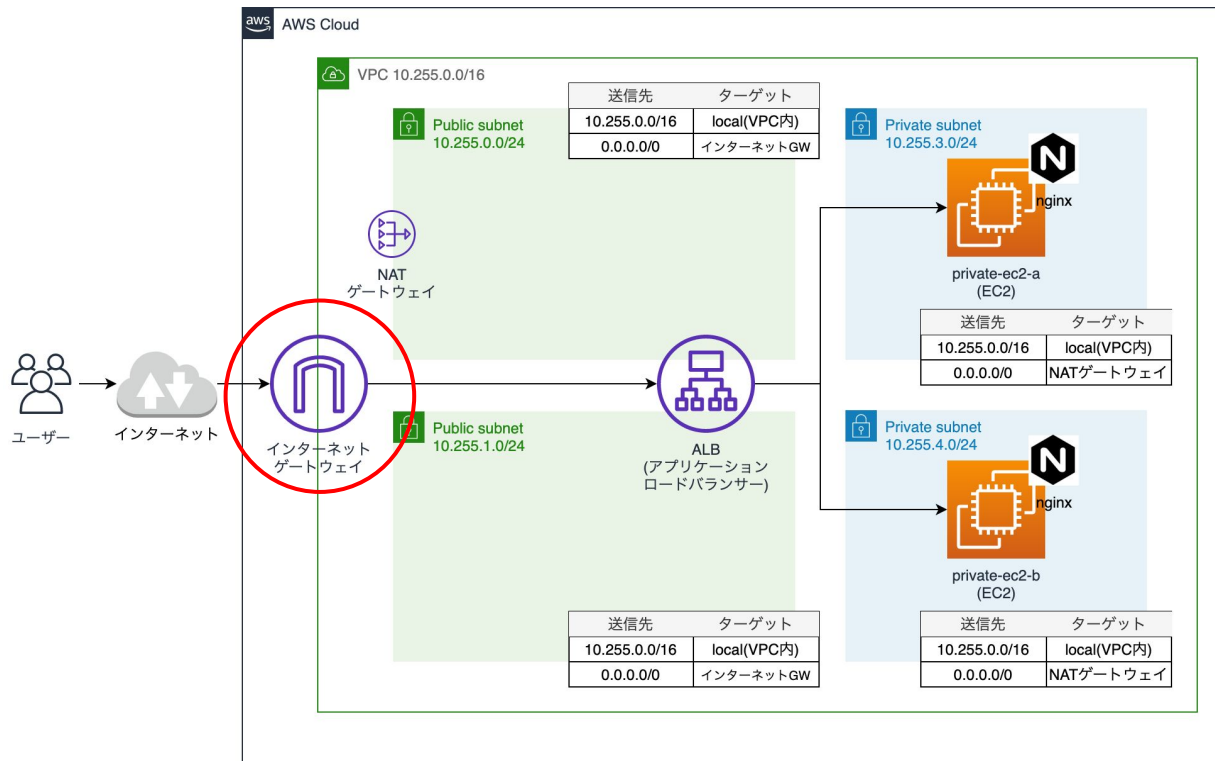 aws
AWS Cloud
VPC 10.255.0.0/16
送信先 ターゲット
10.255.0.0/16 local(VPC内)
0.0.0.0/0 インターネットGW
Public subnet
10.255.0.0/24
Private subnet
10.255.3.0/24
N
nginx
private-ec2-a
(EC2)
NAT
ゲートウェイ
送信先 ターゲット
10.255.0.0/16 local(VPC内)
0.0.0.0/0 NATゲートウェイ
ユーザー
インターネット
インターネット
ゲートウェイ
Public subnet
10.255.1.0/24
ALB
(アプリケーション
ロードバランサー)
Private subnet
10.255.4.0/24
N
nginx
private-ec2-b
(EC2)
送信先 ターゲット
10.255.0.0/16 local(VPC内)
0.0.0.0/0 インターネットGW
送信先 ターゲット
10.255.0.0/16 local(VPC内)
0.0.0.0/0 NATゲートウェイ